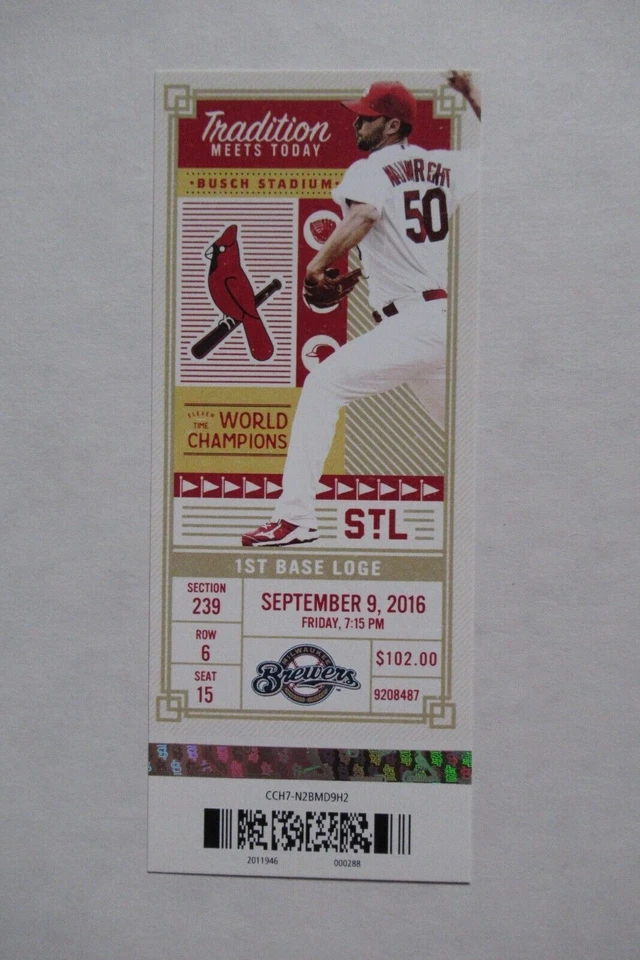 Tradition
MEETS TODAY
• BUSCH STADIUM •
WAINWRIGHT
50
ELEVEN
TIME
WORLD
CHAMPIONS
STL
1ST BASE LOGE
SECTION
239
ROW
6
SEAT
15
SEPTEMBER 9, 2016
FRIDAY, 7:15 PM
MILWAUKEE
Brewers
$102.00
9208487
CCH7-N2BMD9H2
2011946 000288